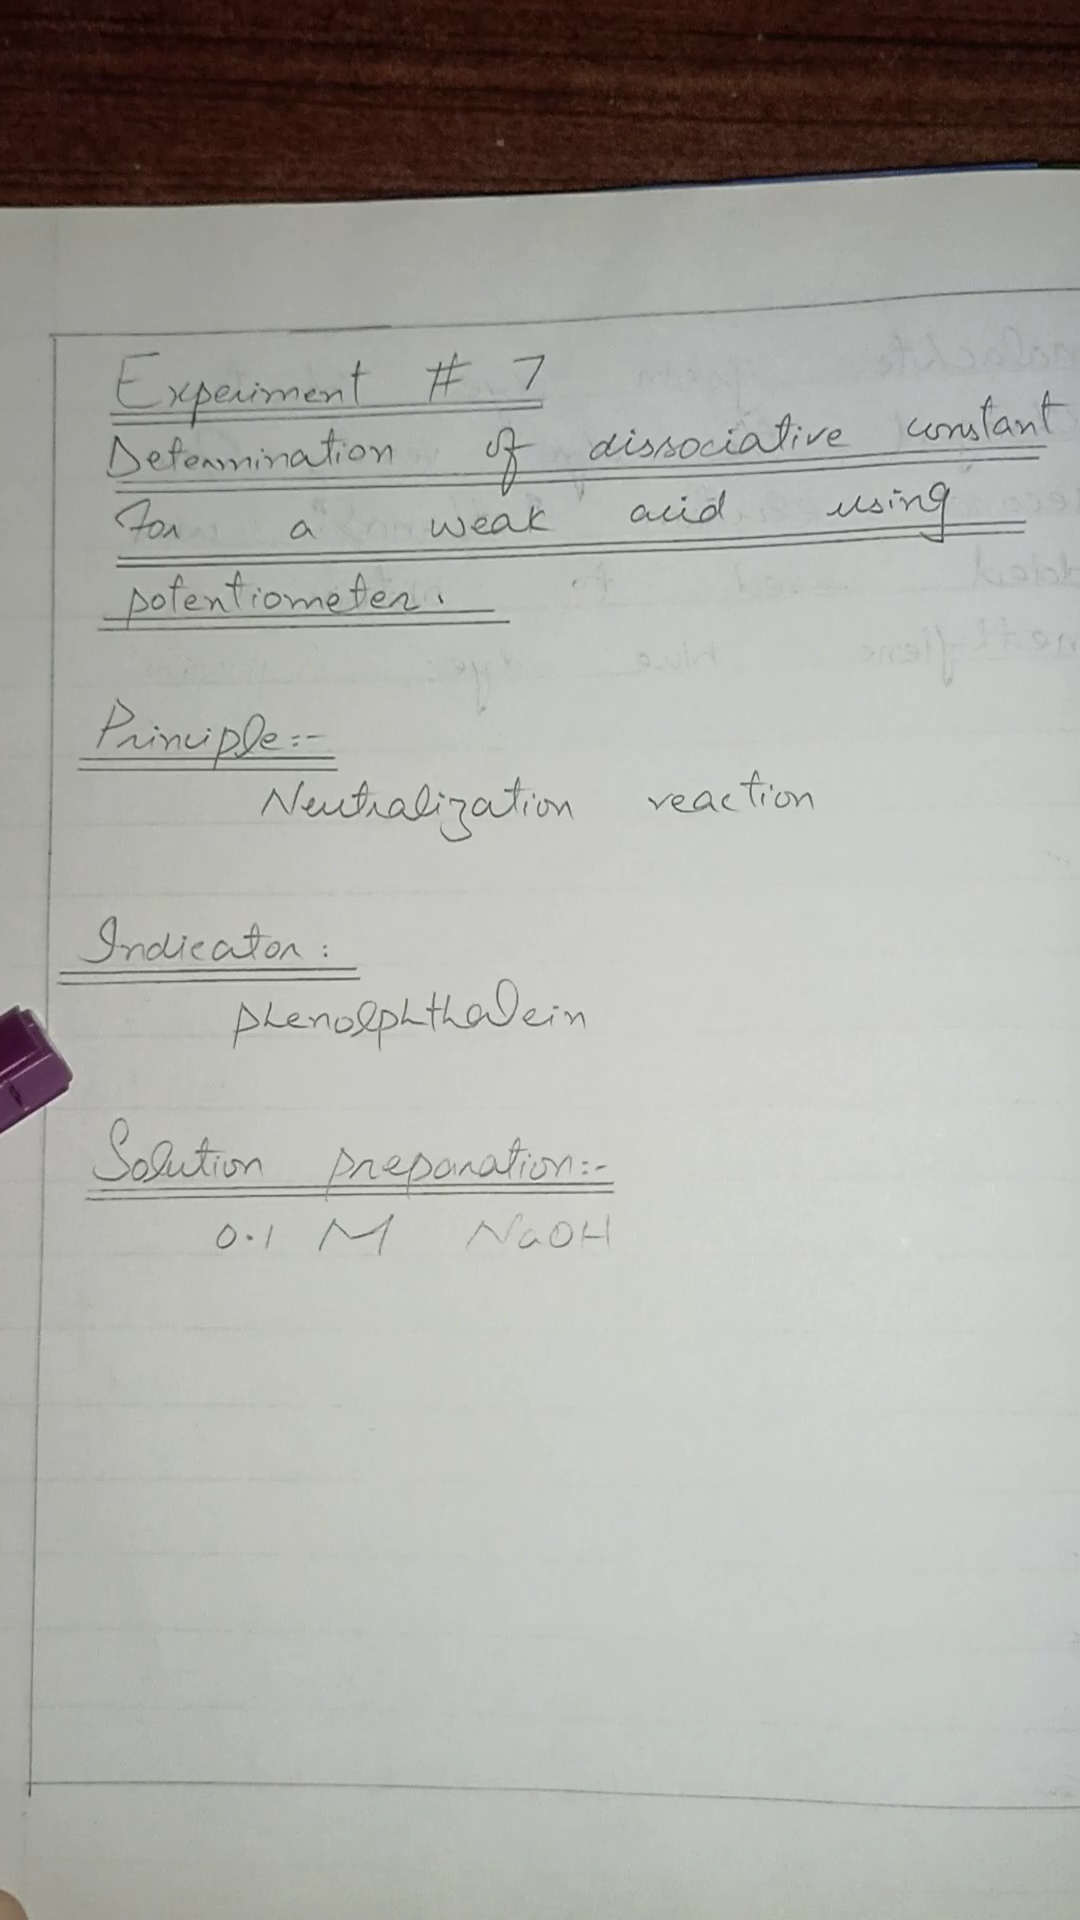 Experiment # 7
Determination of dissociative constant
For a weak acid using
potentiometer.
Principle:-
Neutralization reaction
Indicator:
phenolphthalein
Solution preparation:-
0.1 M NaOH